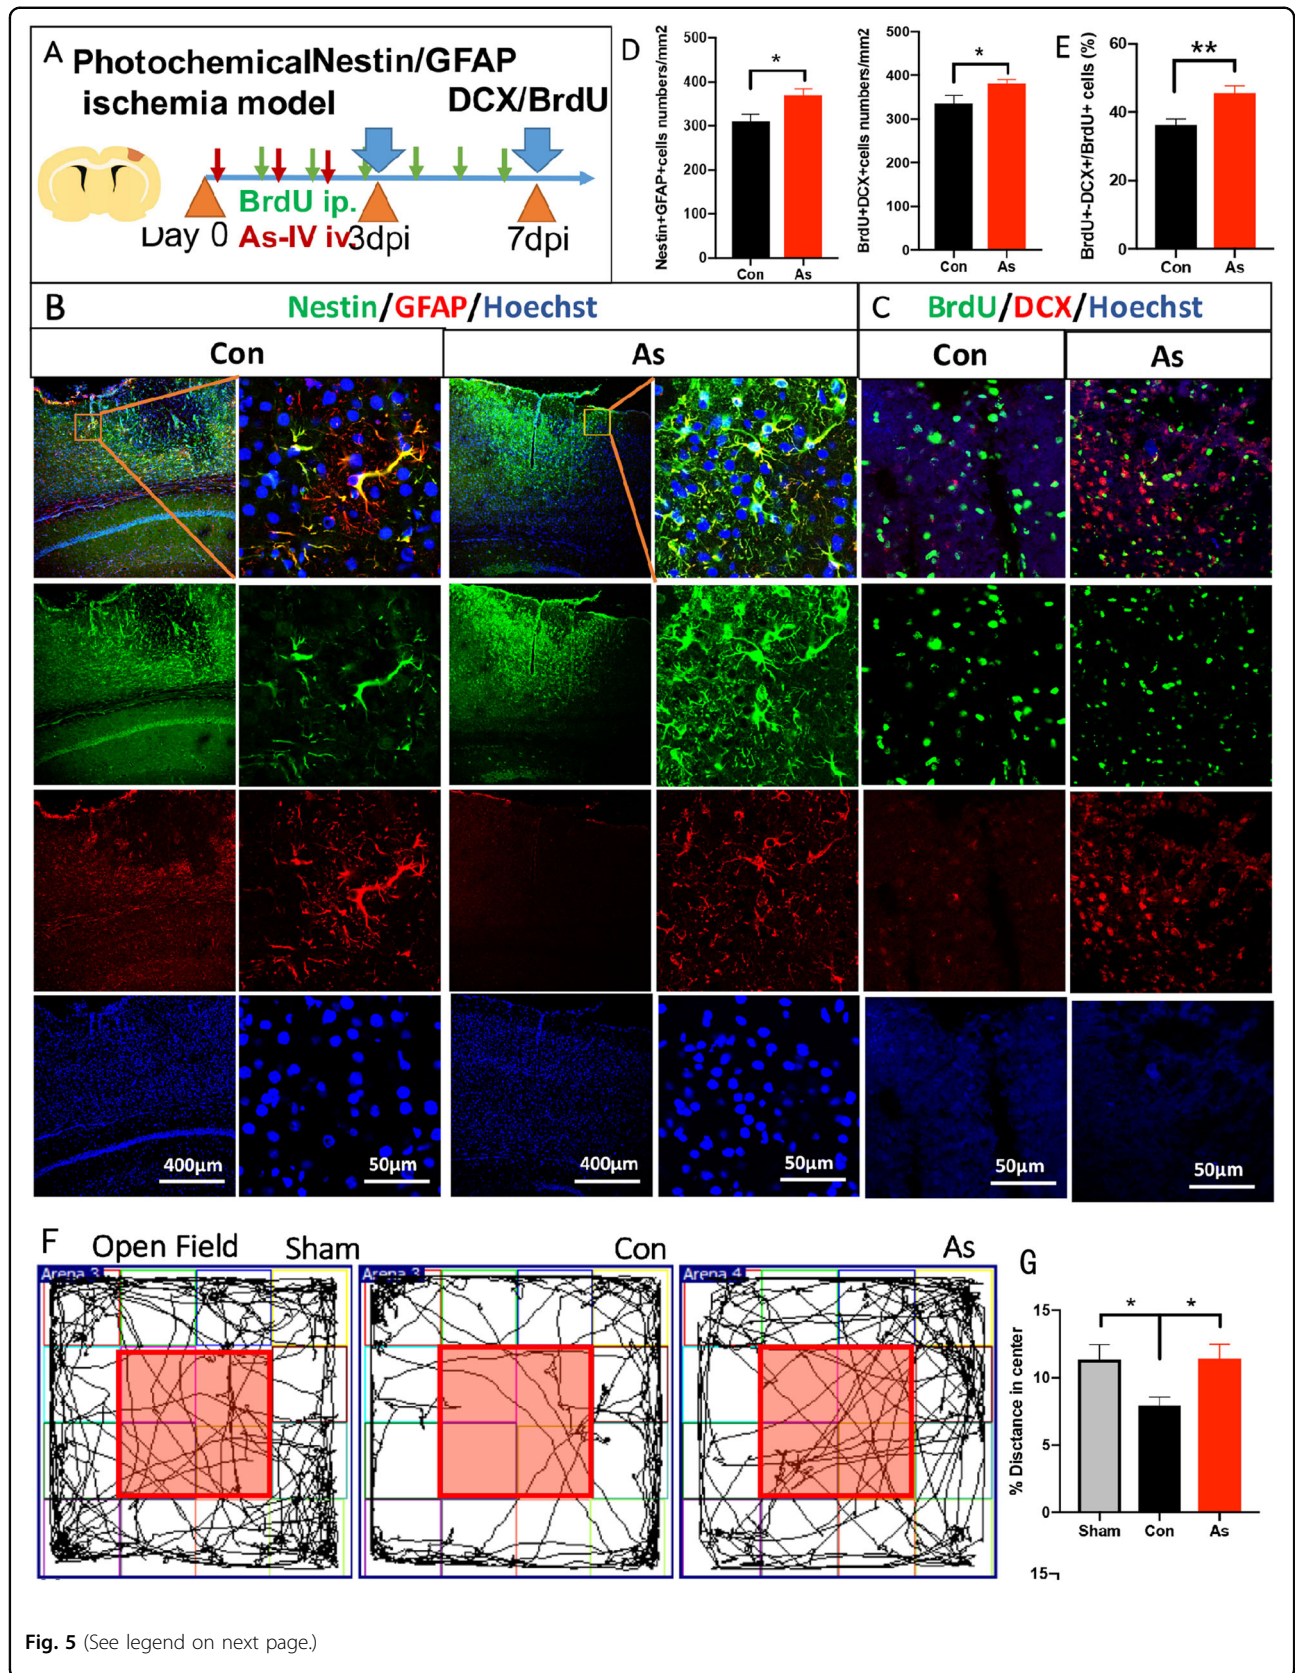 A
Photochemical Nestin/GFAP
ischemia model DCX/BrdU
BrdU ip.
Day 0 As-IV iv. 3dpi 7dpi
D
Nestin+GFAP+cells numbers/mm2
500
400
300
200
100
0
*
Con As
BrdU+DCX+cells numbers/mm2
500
400
300
200
100
0
*
Con As
E
BrdU+-DCX+/BrdU+ cells (%)
60
40
20
0
**
Con As
B Nestin/GFAP/Hoechst
Con As
400μm 50μm 400μm 50μm
C BrdU/DCX/Hoechst
Con As
50μm 50μm
F Open Field Sham Con As
Arena 3 Arena 3 Arena 4
G
% Disctance in center
15
10
5
0
* *
Sham Con As
15
Fig. 5 (See legend on next page.)